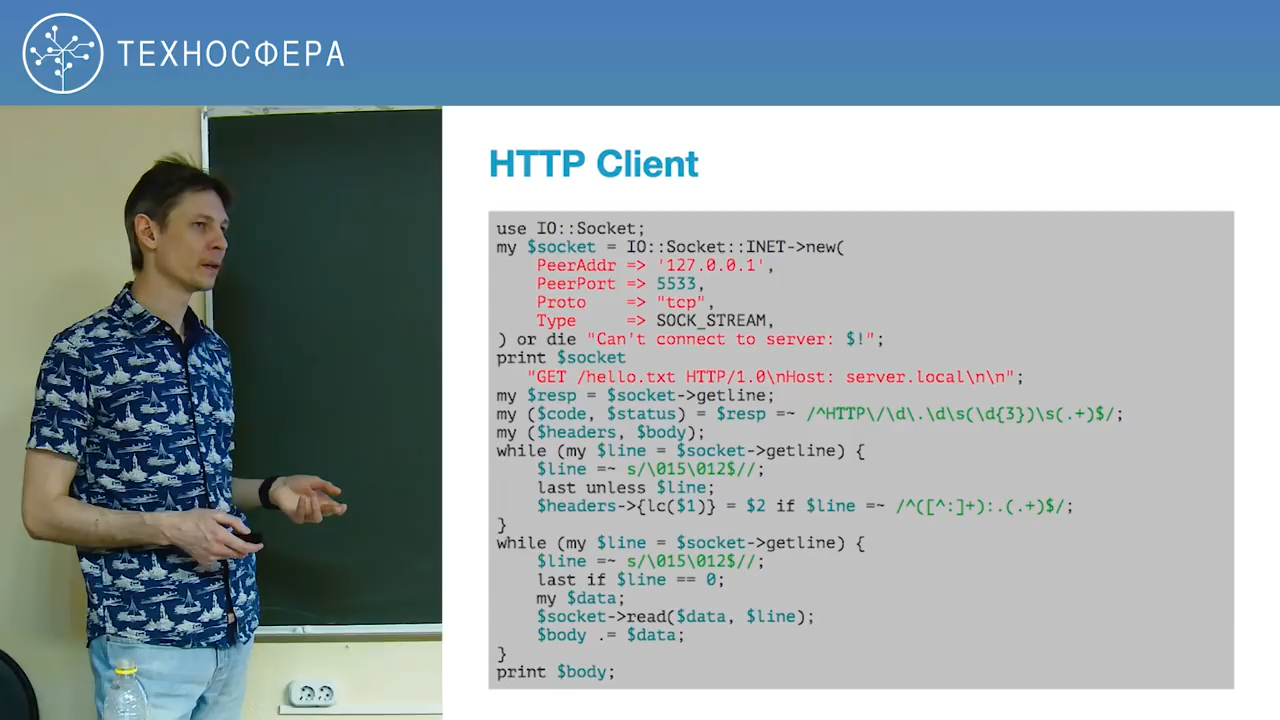 ТЕХНОСФЕРА
HTTP Client
use IO::Socket;
my $socket = IO::Socket::INET->new(
    PeerAddr => '127.0.0.1',
    PeerPort => 5533,
    Proto    => "tcp",
    Type     => SOCK_STREAM,
) or die "Can't connect to server: $!";
print $socket
   "GET /hello.txt HTTP/1.0\nHost: server.local\n\n";
my $resp = $socket->getline;
my ($code, $status) = $resp =~ /^HTTP\/\d\.\d\s(\d{3})\s(.+)$/;
my ($headers, $body);
while (my $line = $socket->getline) {
    $line =~ s/\015\012$//;
    last unless $line;
    $headers->{lc($1)} = $2 if $line =~ /^([^:]+):.(.+)$/;
}
while (my $line = $socket->getline) {
    $line =~ s/\015\012$//;
    last if $line == 0;
    my $data;
    $socket->read($data, $line);
    $body .= $data;
}
print $body;